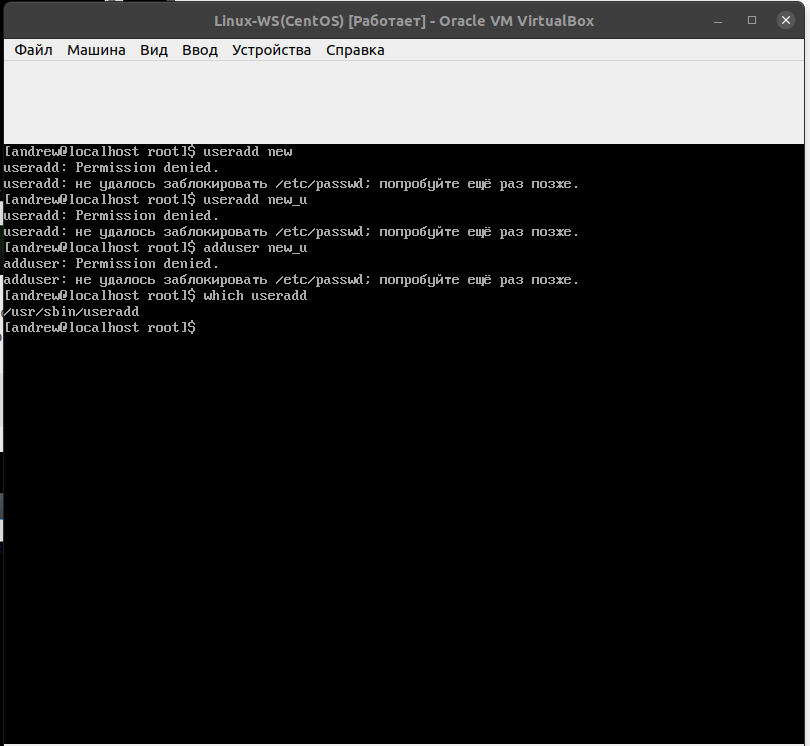 Linux-WS(CentOS) [Работает] - Oracle VM VirtualBox
Файл Машина Вид Ввод Устройства Справка
[andrew@localhost root]$ useradd new
useradd: Permission denied.
useradd: не удалось заблокировать /etc/passwd; попробуйте ещё раз позже.
[andrew@localhost root]$ useradd new_u
useradd: Permission denied.
useradd: не удалось заблокировать /etc/passwd; попробуйте ещё раз позже.
[andrew@localhost root]$ adduser new_u
adduser: Permission denied.
adduser: не удалось заблокировать /etc/passwd; попробуйте ещё раз позже.
[andrew@localhost root]$ which useradd
/usr/sbin/useradd
[andrew@localhost root]$